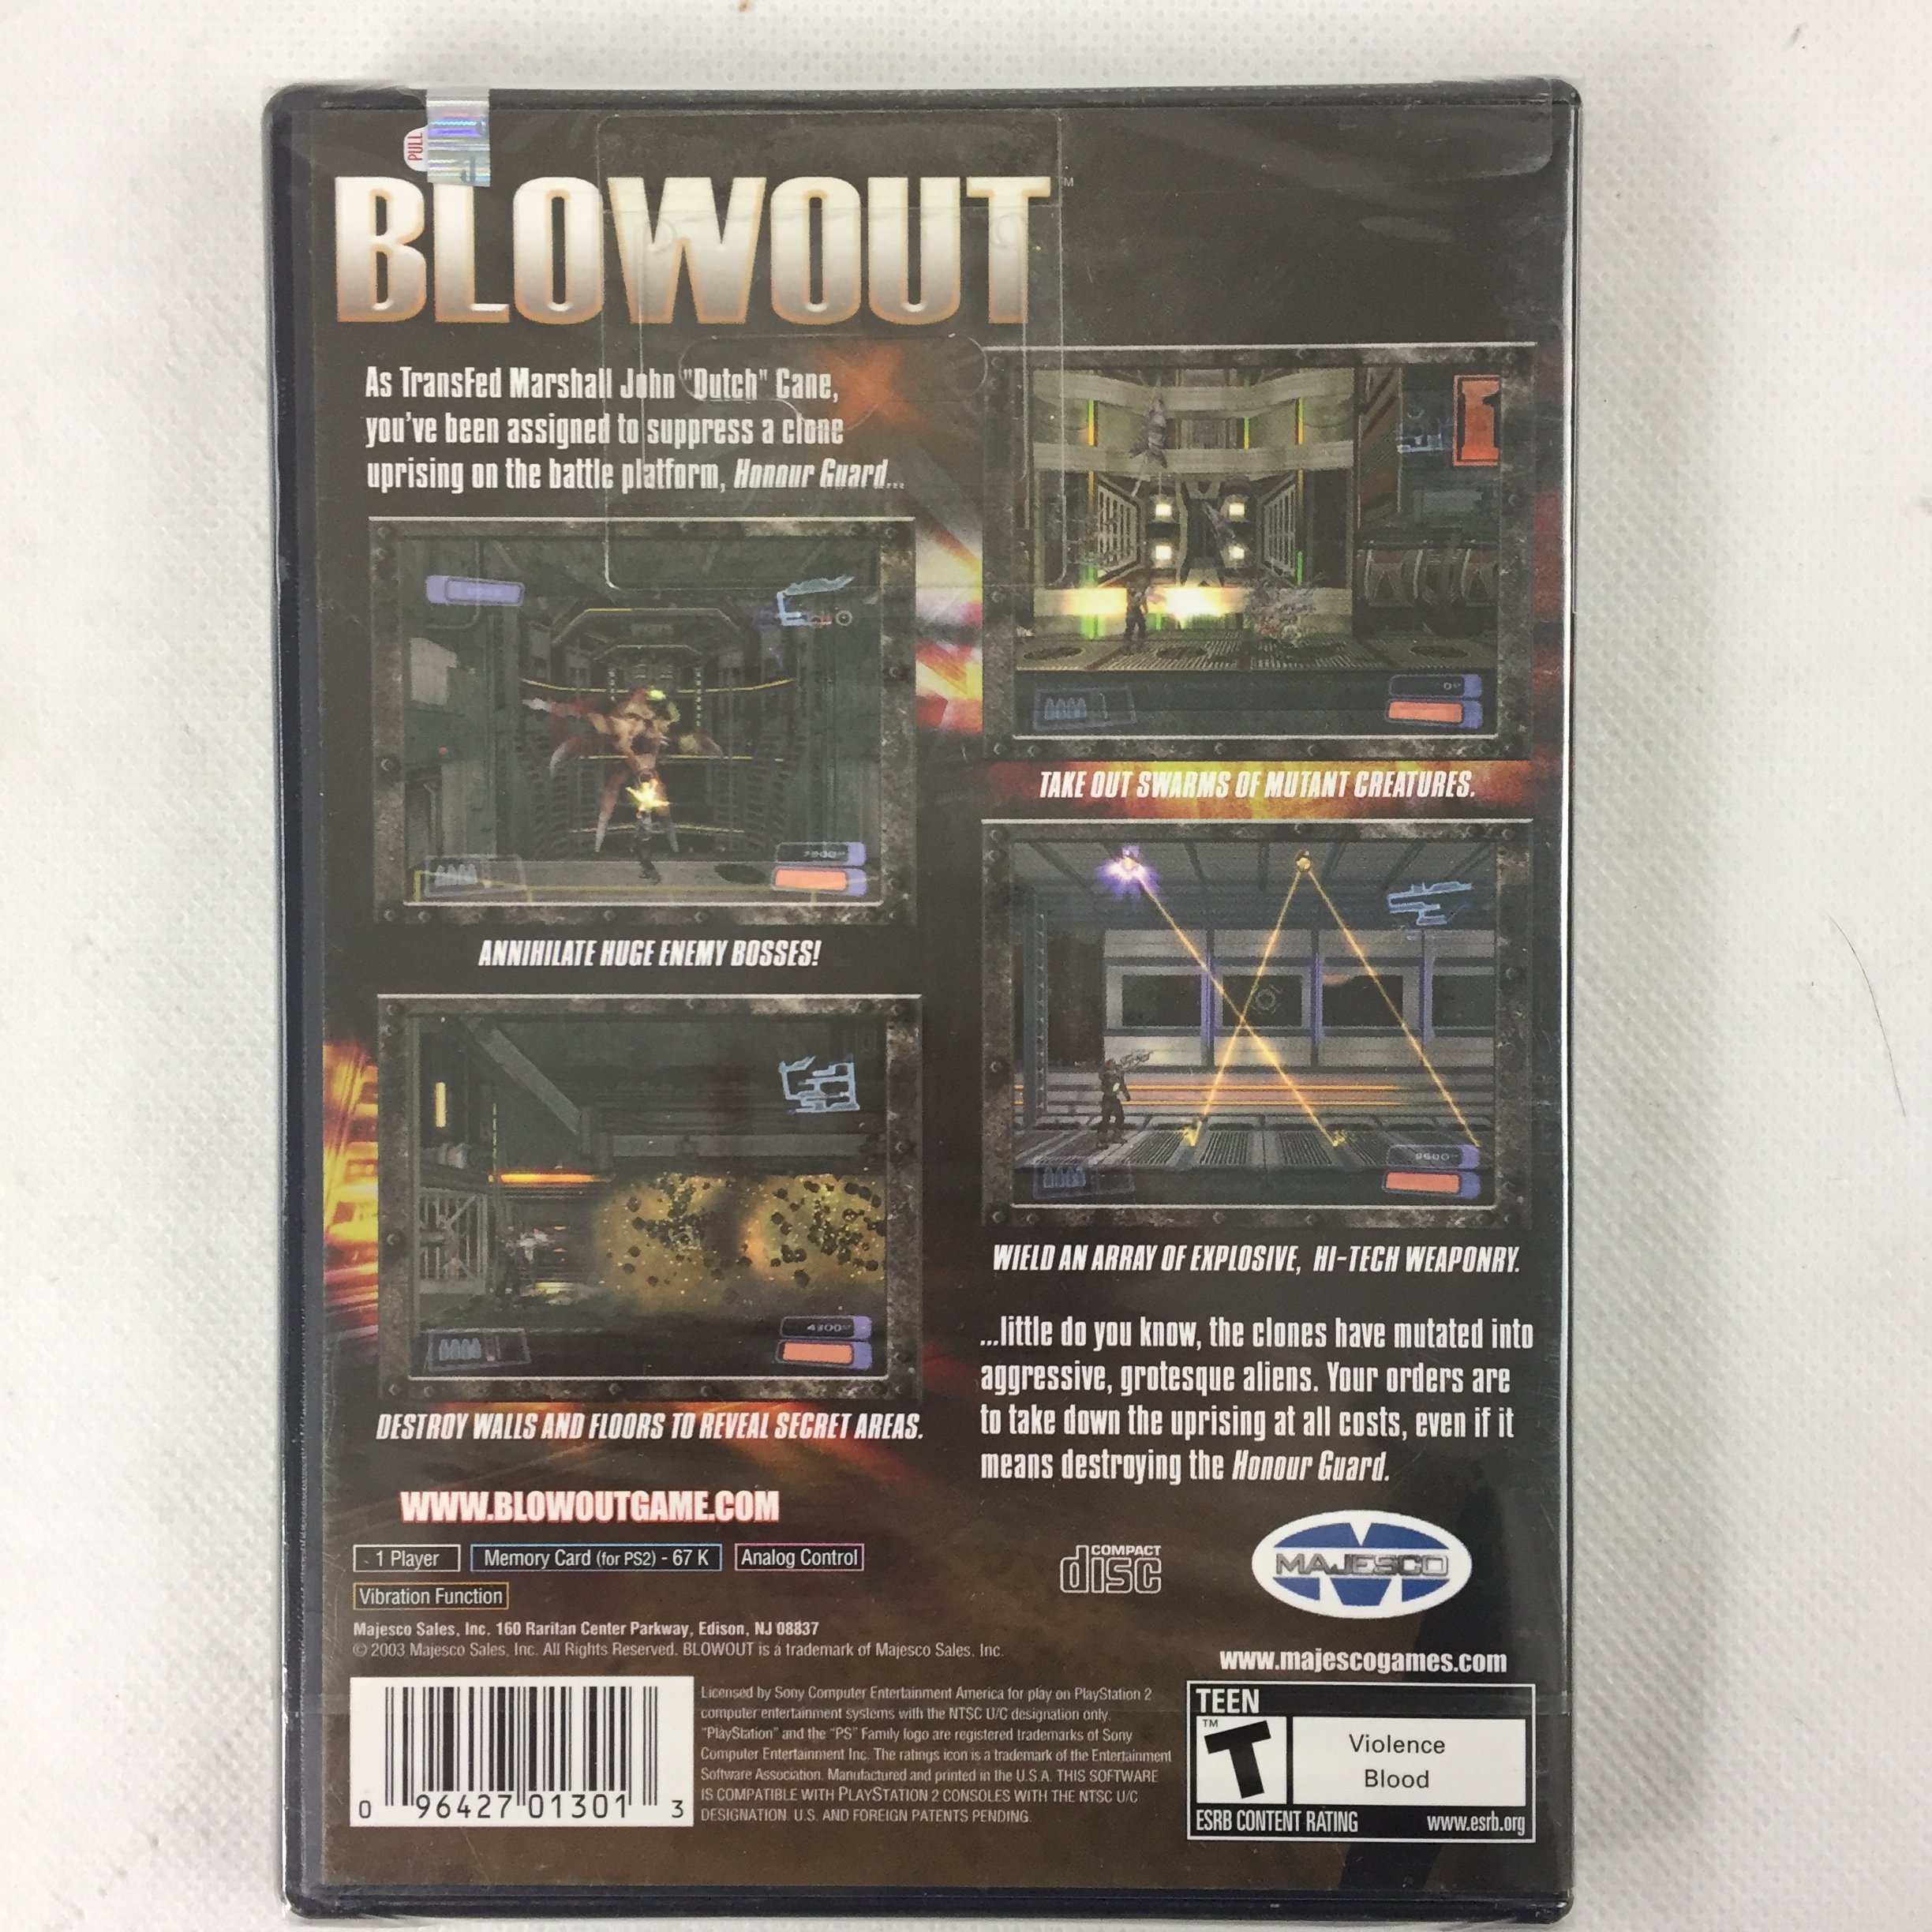 PULL
BLOWOUT™
As TransFed Marshall John "Dutch" Cane,
you've been assigned to suppress a clone
uprising on the battle platform, Honour Guard...
TAKE OUT SWARMS OF MUTANT CREATURES.
ANNIHILATE HUGE ENEMY BOSSES!
4300
WIELD AN ARRAY OF EXPLOSIVE, HI-TECH WEAPONRY.
DESTROY WALLS AND FLOORS TO REVEAL SECRET AREAS.
...little do you know, the clones have mutated into
aggressive, grotesque aliens. Your orders are
to take down the uprising at all costs, even if it
means destroying the Honour Guard.
WWW.BLOWOUTGAME.COM
1 Player
Memory Card (for PS2) - 67 K
Analog Control
Vibration Function
COMPACT
disc
MAJESCO
Majesco Sales, Inc. 160 Raritan Center Parkway, Edison, NJ 08837
© 2003 Majesco Sales, Inc. All Rights Reserved. BLOWOUT is a trademark of Majesco Sales, Inc.
www.majescogames.com
0 96427 01301 3
Licensed by Sony Computer Entertainment America for play on PlayStation 2
computer entertainment systems with the NTSC U/C designation only.
"PlayStation" and the "PS" Family logo are registered trademarks of Sony
Computer Entertainment Inc. The ratings icon is a trademark of the Entertainment
Software Association. Manufactured and printed in the U.S.A. THIS SOFTWARE
IS COMPATIBLE WITH PLAYSTATION 2 CONSOLES WITH THE NTSC U/C
DESIGNATION. U.S. AND FOREIGN PATENTS PENDING.
TEEN
T™
Violence
Blood
ESRB CONTENT RATING www.esrb.org